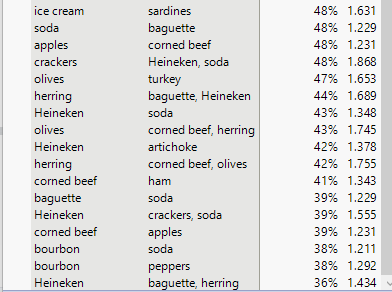 ice cream sardines 48% 1.631
soda baguette 48% 1.229
apples corned beef 48% 1.231
crackers Heineken, soda 48% 1.868
olives turkey 47% 1.653
herring baguette, Heineken 44% 1.689
Heineken soda 43% 1.348
olives corned beef, herring 43% 1.745
Heineken artichoke 42% 1.378
herring corned beef, olives 42% 1.755
corned beef ham 41% 1.343
baguette soda 39% 1.229
Heineken crackers, soda 39% 1.555
corned beef apples 39% 1.231
bourbon soda 38% 1.211
bourbon peppers 38% 1.292
Heineken baguette, herring 36% 1.434